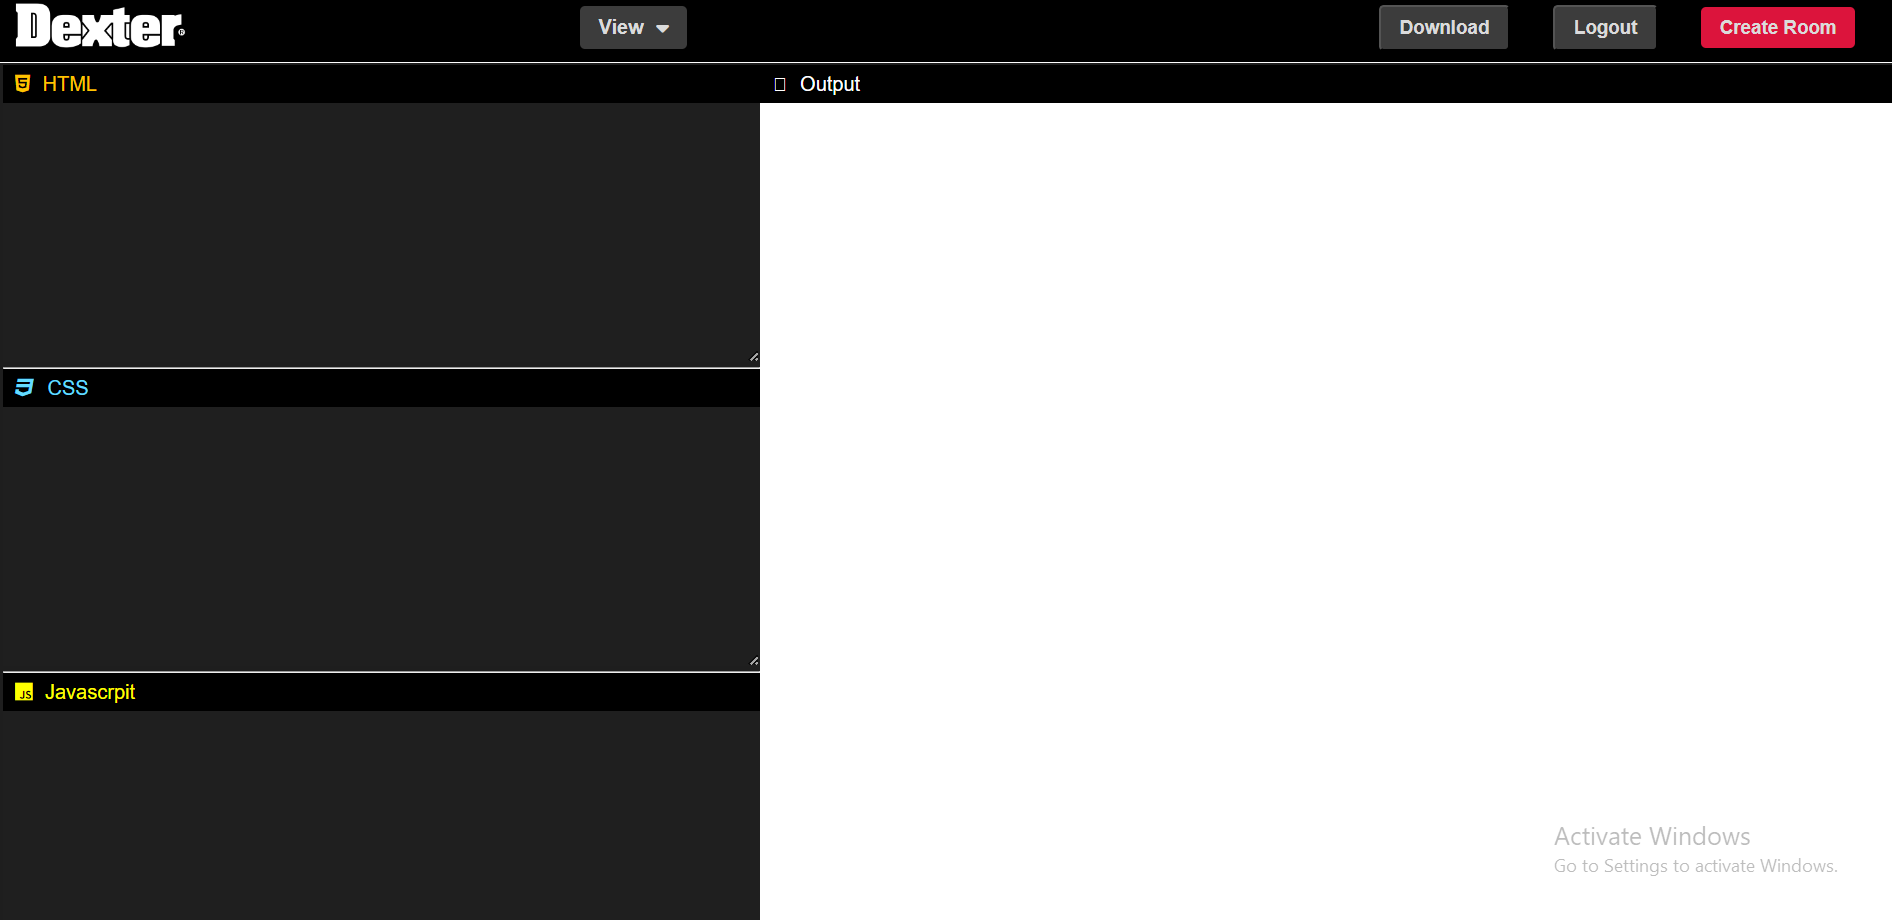 Dexter®
View
Download
Logout
Create Room
HTML
Output
CSS
JS Javascrpit
Activate Windows
Go to Settings to activate Windows.